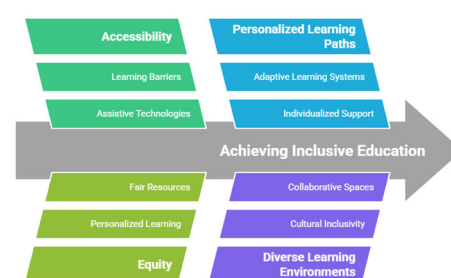 Accessibility
Personalized Learning
Paths
Learning Barriers
Adaptive Learning Systems
Assistive Technologies
Individualized Support
Achieving Inclusive Education
Fair Resources
Collaborative Spaces
Personalized Learning
Cultural Inclusivity
Equity
Diverse Learning
Environments